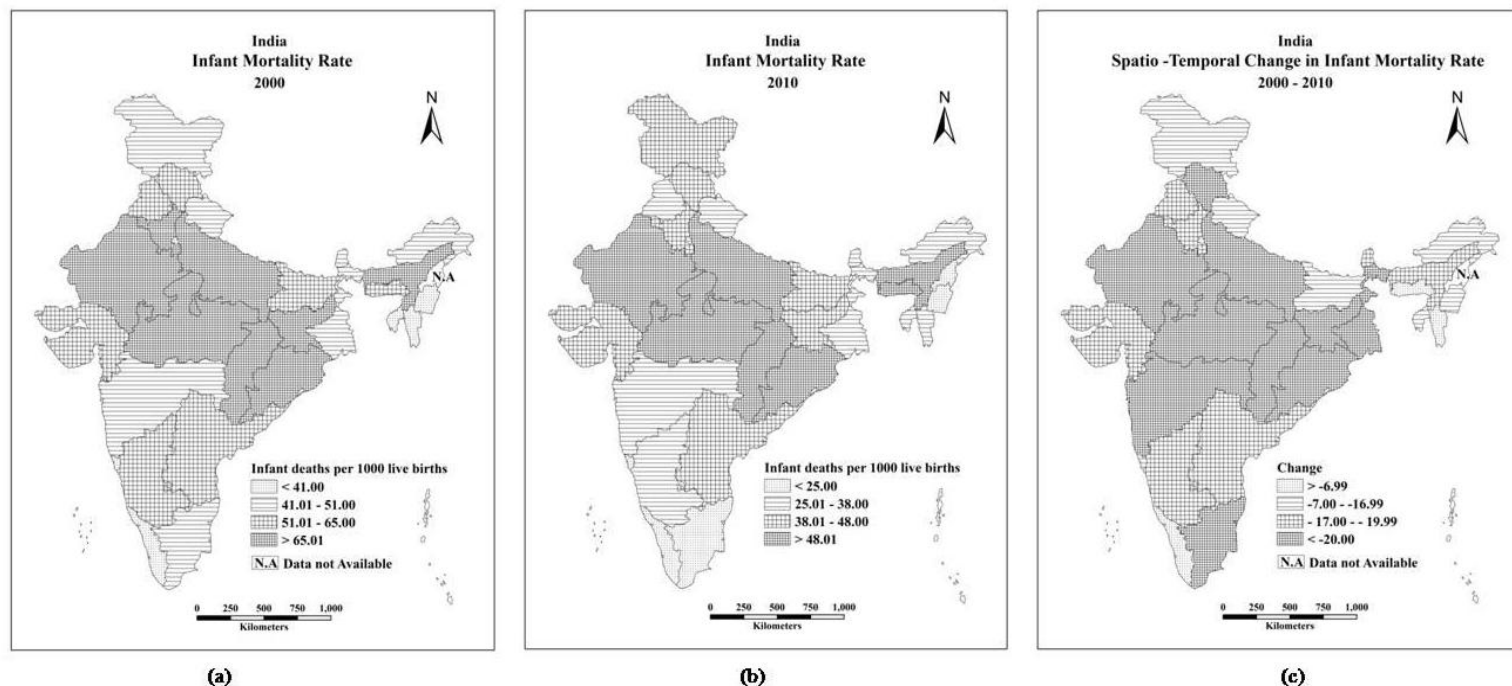 India
Infant Mortality Rate
2000
N
N.A
Infant deaths per 1000 live births
< 41.00
41.01 - 51.00
51.01 - 65.00
> 65.01
N.A Data not Available
0 250 500 750 1,000
Kilometers
(a)
India
Infant Mortality Rate
2010
N
Infant deaths per 1000 live births
< 25.00
25.01 - 38.00
38.01 - 48.00
> 48.01
0 250 500 750 1,000
Kilometers
(b)
India
Spatio -Temporal Change in Infant Mortality Rate
2000 - 2010
N
N.A
Change
> -6.99
-7.00 - -16.99
- 17.00 - - 19.99
< -20.00
N.A Data not Available
0 250 500 750 1,000
Kilometers
(c)